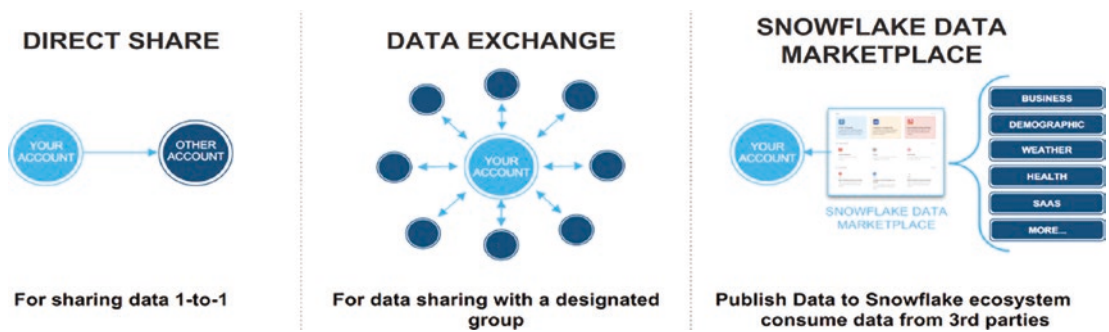 DIRECT SHARE
YOUR
ACCOUNT
OTHER
ACCOUNT
For sharing data 1-to-1
DATA EXCHANGE
YOUR
ACCOUNT
For data sharing with a designated
group
SNOWFLAKE DATA
MARKETPLACE
YOUR
ACCOUNT
SNOWFLAKE DATA
MARKETPLACE
BUSINESS
DEMOGRAPHIC
WEATHER
HEALTH
SAAS
MORE...
Publish Data to Snowflake ecosystem
consume data from 3rd parties